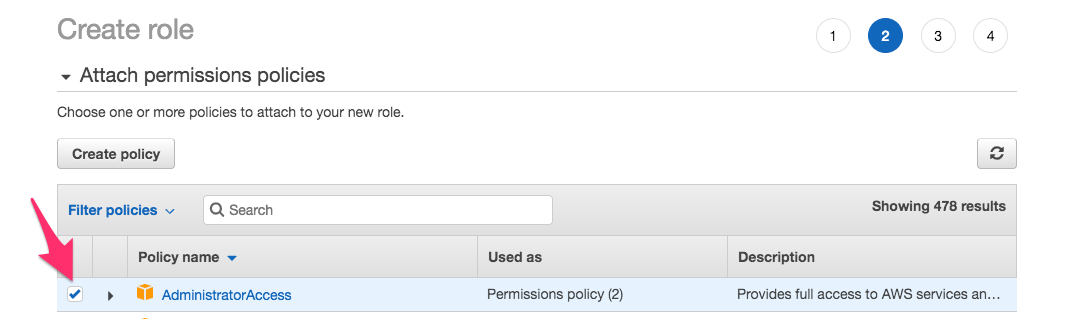 Create role
1 2 3 4
Attach permissions policies
Choose one or more policies to attach to your new role.
Create policy
Filter policies Search Showing 478 results
Policy name Used as Description
AdministratorAccess Permissions policy (2) Provides full access to AWS services an...